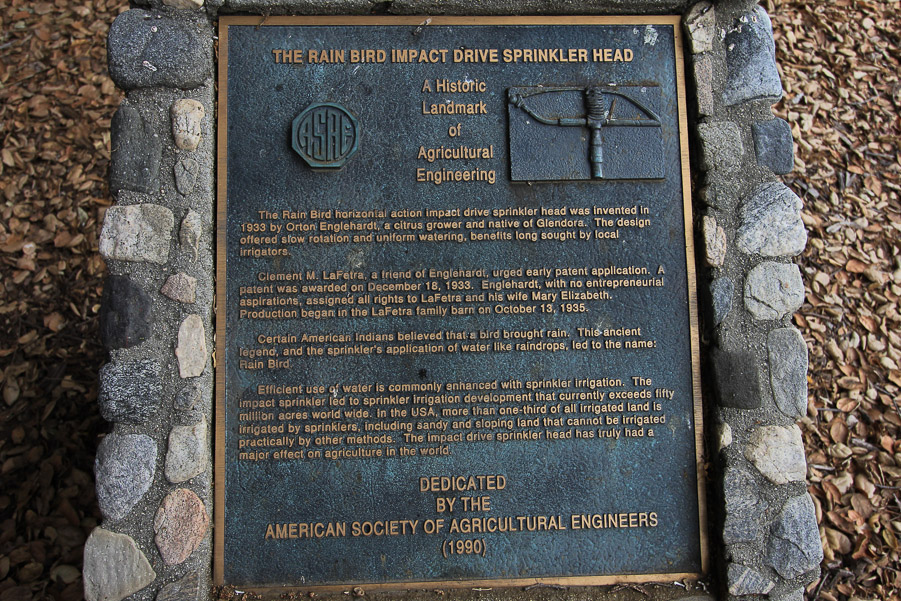 THE RAIN BIRD IMPACT DRIVE SPRINKLER HEAD
A Historic
Landmark
of
Agricultural
Engineering
ASAE
The Rain Bird horizontal action impact drive sprinkler head was invented in
1933 by Orton Englehardt, a citrus grower and native of Glendora. The design
offered slow rotation and uniform watering, benefits long sought by local
irrigators.
Clement M. LaFetra, a friend of Englehardt, urged early patent application. A
patent was awarded on December 18, 1933. Englehardt, with no entrepreneurial
aspirations, assigned all rights to LaFetra and his wife Mary Elizabeth.
Production began in the LaFetra family barn on October 13, 1935.
Certain American Indians believed that a bird brought rain. This ancient
legend, and the sprinkler's application of water like raindrops, led to the name:
Rain Bird.
Efficient use of water is commonly enhanced with sprinkler irrigation. The
impact sprinkler led to sprinkler irrigation development that currently exceeds fifty
million acres world wide. In the USA, more than one-third of all irrigated land is
irrigated by sprinklers, including sandy and sloping land that cannot be irrigated
practically by other methods. The impact drive sprinkler head has truly had a
major effect on agriculture in the world.
DEDICATED
BY THE
AMERICAN SOCIETY OF AGRICULTURAL ENGINEERS
(1990)